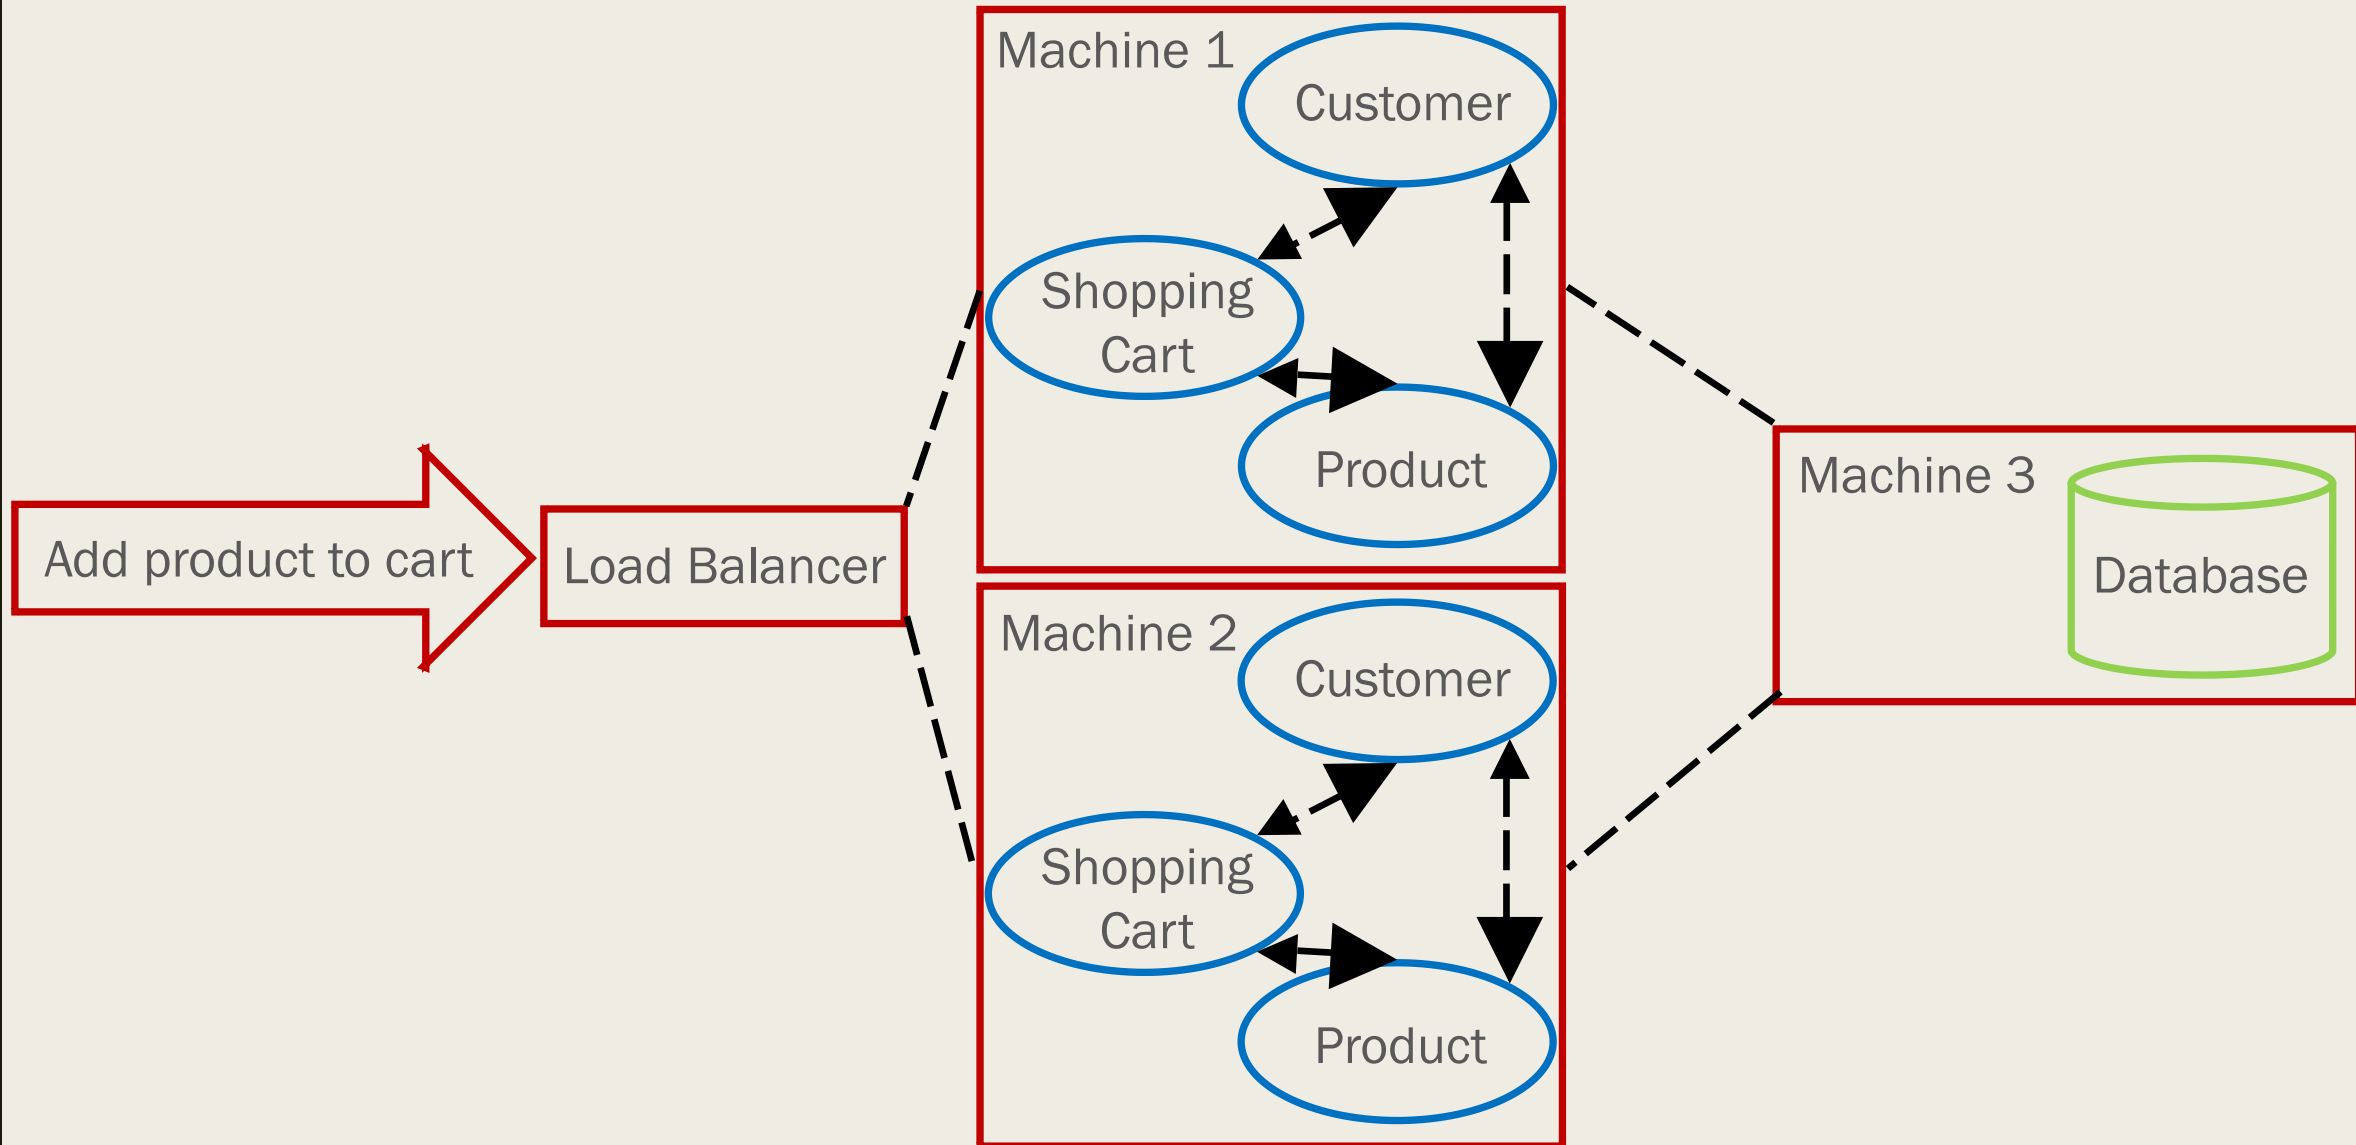 Add product to cart
Load Balancer
Machine 1
Customer
Shopping
Cart
Product
Machine 2
Customer
Shopping
Cart
Product
Machine 3
Database